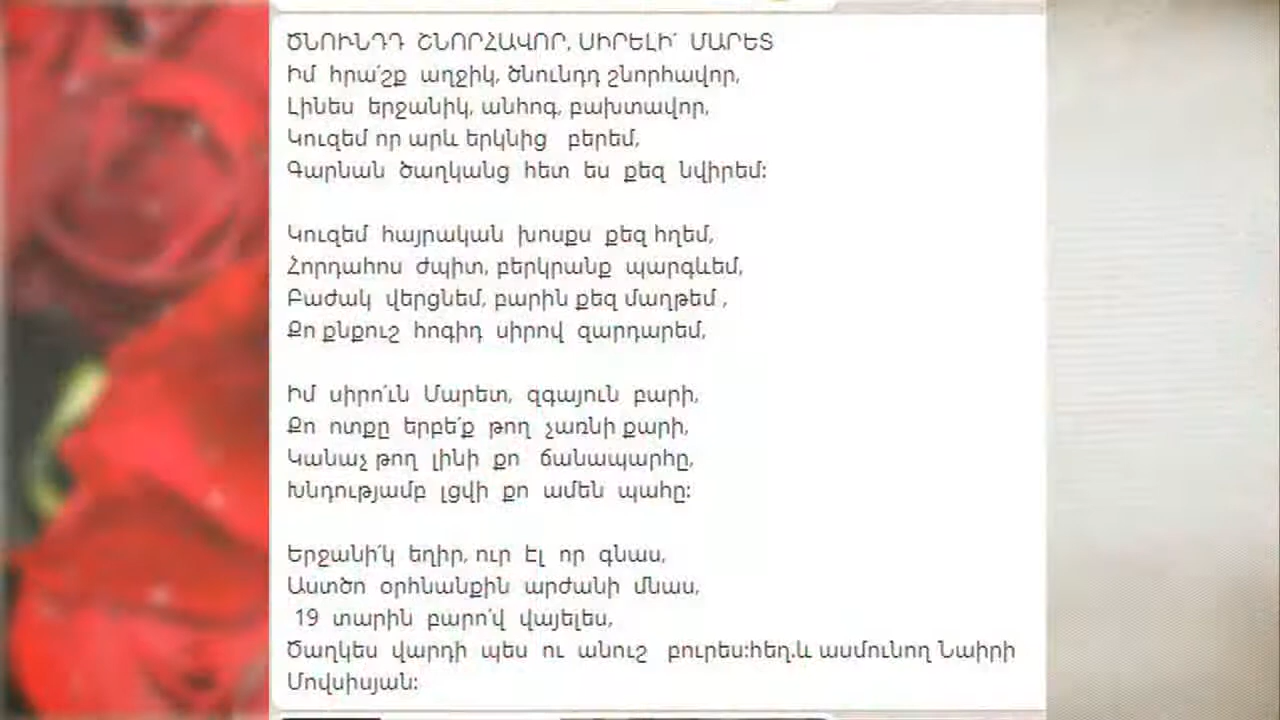 ԾՆՈՒՆԴԴ ՇՆՈՐՀԱՎՈՐ, ՍԻՐԵԼԻ՛ ՄԱՐԵՏ
Իմ հրա՛շք աղջիկ, ծնունդդ շնորհավոր,
Լինես երջանիկ, անհոգ, բախտավոր,
Կուզեմ որ արև երկնից բերեմ,
Գարնան ծաղկանց հետ ես քեզ նվիրեմ:
Կուզեմ հայրական խոսքս քեզ հղեմ,
Հորդահոս ժպիտ, բերկրանք պարգևեմ,
Բաժակ վերցնեմ, բարին քեզ մաղթեմ ,
Քո քնքուշ հոգիդ սիրով զարդարեմ,
Իմ սիրո՛ւն Մարետ, զգայուն բարի,
Քո ոտքը երբե՛ք թող չառնի քարի,
Կանաչ թող լինի քո ճանապարհը,
Խնդությամբ լցվի քո ամեն պահը:
Երջանի՛կ եղիր, ուր էլ որ գնաս,
Աստծո օրհնանքին արժանի մնաս,
19 տարին բարո՛վ վայելես,
Ծաղկես վարդի պես ու անուշ բուրես:հեղ.և ասմունող Նաիրի
Մովսիսյան: